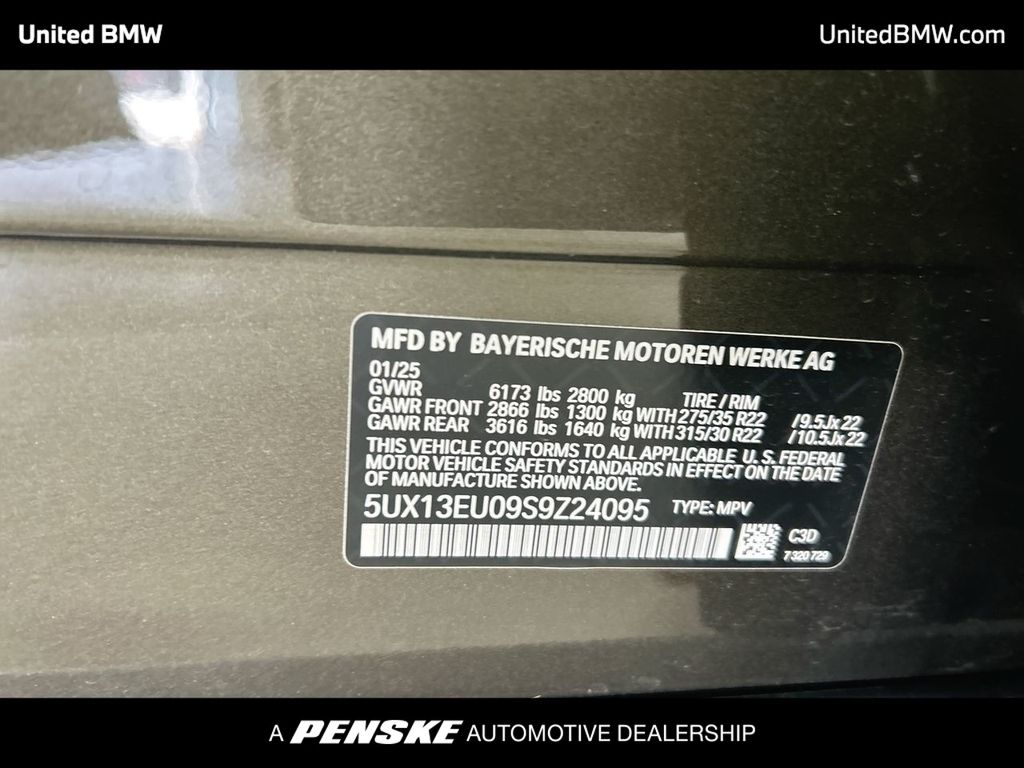 United BMW
UnitedBMW.com
MFD BY BAYERISCHE MOTOREN WERKE AG
01/25
GVWR 6173 lbs 2800 kg TIRE / RIM
GAWR FRONT 2866 lbs 1300 kg WITH 275/35 R22 /9.5Jx22
GAWR REAR 3616 lbs 1640 kg WITH 315/30 R22 /10.5Jx22
THIS VEHICLE CONFORMS TO ALL APPLICABLE U.S. FEDERAL
MOTOR VEHICLE SAFETY STANDARDS IN EFFECT ON THE DATE
OF MANUFACTURE SHOWN ABOVE.
5UX13EU09S9Z24095 TYPE: MPV
C3D
7320729
A PENSKE AUTOMOTIVE DEALERSHIP